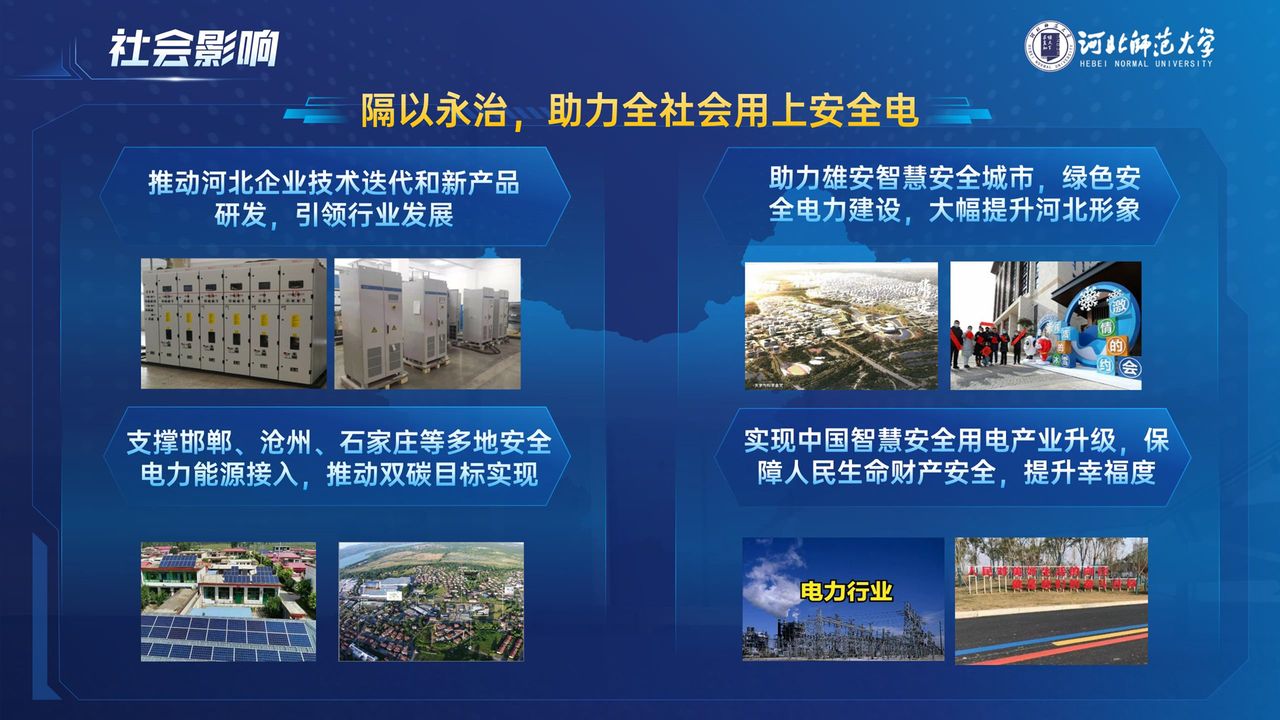 社会影响
河北师范大学
HEBEI NORMAL UNIVERSITY
隔以永治，助力全社会用上安全电
推动河北企业技术迭代和新产品
研发，引领行业发展
助力雄安智慧安全城市，绿色安
全电力建设，大幅提升河北形象
激
情
的
约
会
支撑邯郸、沧州、石家庄等多地安全
电力能源接入，推动双碳目标实现
实现中国智慧安全用电产业升级，保
障人民生命财产安全，提升幸福度
电力行业